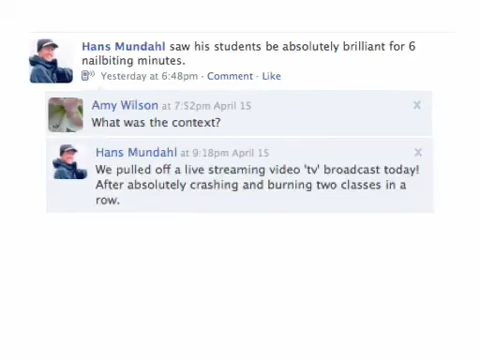 Hans Mundahl saw his students be absolutely brilliant for 6
nailbiting minutes.
Yesterday at 6:48pm · Comment · Like
Amy Wilson at 7:52pm April 15 x
What was the context?
Hans Mundahl at 9:18pm April 15 x
We pulled off a live streaming video 'tv' broadcast today!
After absolutely crashing and burning two classes in a
row.